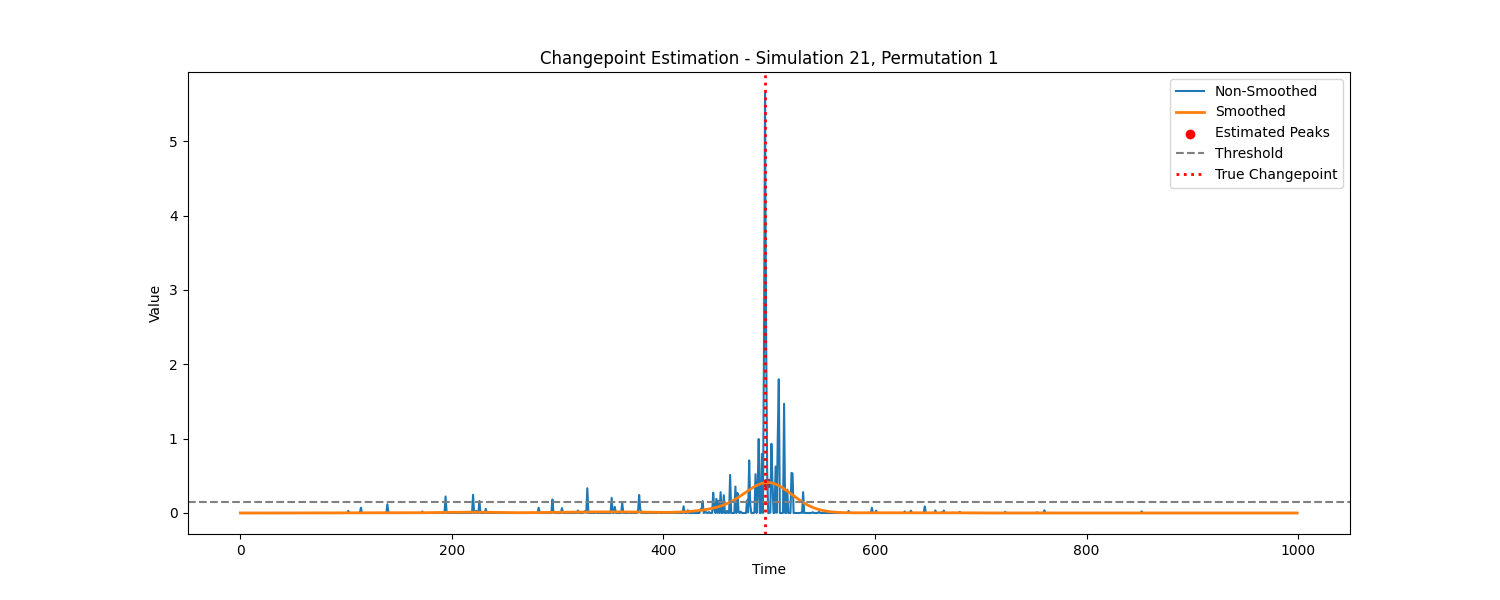 Changepoint Estimation - Simulation 21, Permutation 1
Non-Smoothed
Smoothed
Estimated Peaks
Threshold
True Changepoint
Value
5
4
3
2
1
0
0 200 400 600 800 1000
Time